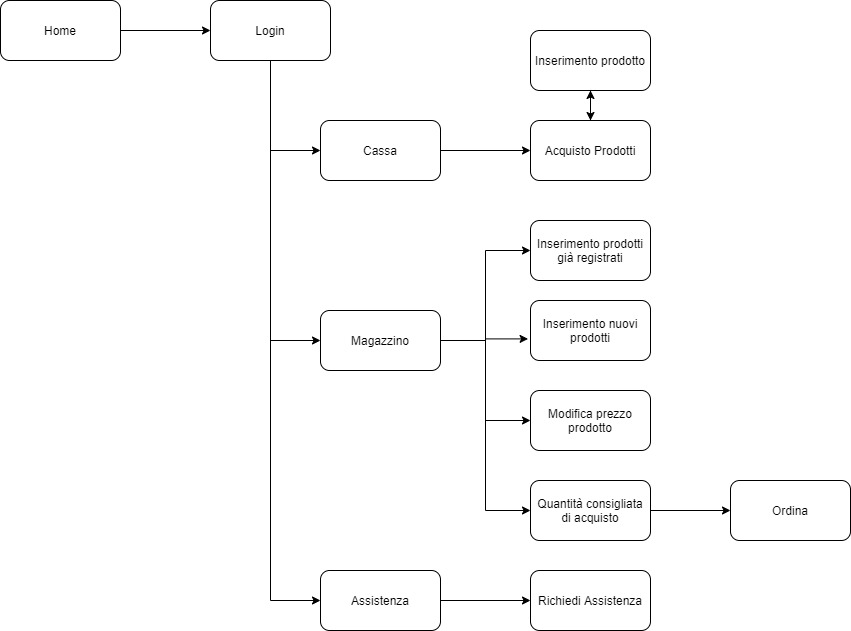 Home
Login
Inserimento prodotto
Cassa
Acquisto Prodotti
Inserimento prodotti
già registrati
Inserimento nuovi
prodotti
Magazzino
Modifica prezzo
prodotto
Quantità consigliata
di acquisto
Ordina
Assistenza
Richiedi Assistenza